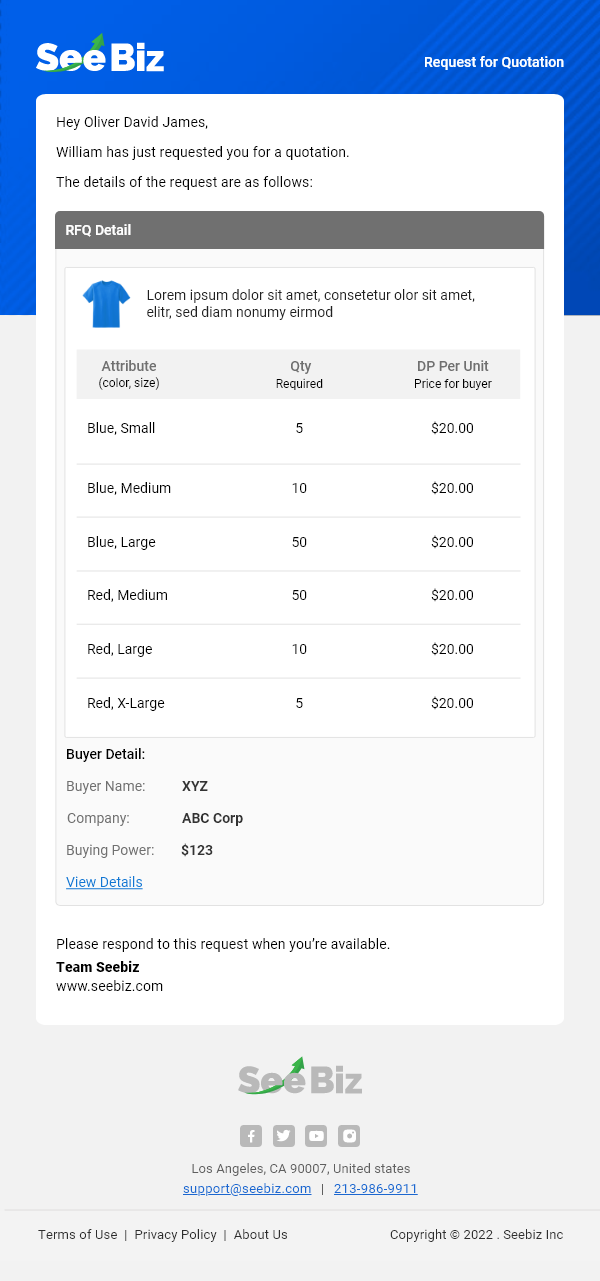 SeeBiz
Request for Quotation
Hey Oliver David James,
William has just requested you for a quotation.
The details of the request are as follows:
RFQ Detail
Lorem ipsum dolor sit amet, consetetur olor sit amet,
elitr, sed diam nonumy eirmod
Attribute Qty DP Per Unit
(color, size) Required Price for buyer
Blue, Small 5 $20.00
Blue, Medium 10 $20.00
Blue, Large 50 $20.00
Red, Medium 50 $20.00
Red, Large 10 $20.00
Red, X-Large 5 $20.00
Buyer Detail:
Buyer Name: XYZ
Company: ABC Corp
Buying Power: $123
View Details
Please respond to this request when you’re available.
Team Seebiz
www.seebiz.com
SeeBiz
Los Angeles, CA 90007, United states
support@seebiz.com | 213-986-9911
Terms of Use | Privacy Policy | About Us Copyright © 2022 . Seebiz Inc